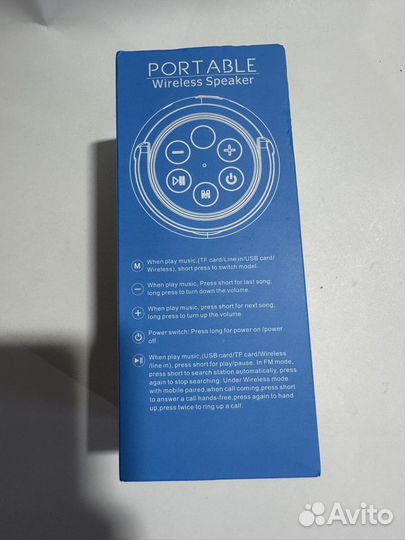 PORTABLE
Wireless Speaker
M
M
When play music,(TF card/Line in/USB card/
Wireless), short press to switch model.
When play music, Press short for last song,
long press to turn down the volume.
When play music, press short for next song,
long press to turn up the volume.
Power switch: Press long for power on/power
off.
When play music,(USB card/TF card/Wireless
/line in), press short for play/pause. In FM mode,
press short to search station automatically, press
again to stop searching. Under Wireless mode
with mobile paired,when call coming,press short
to answer a call hands-free,press again to hand
up,press twice to ring up a call.
Avito